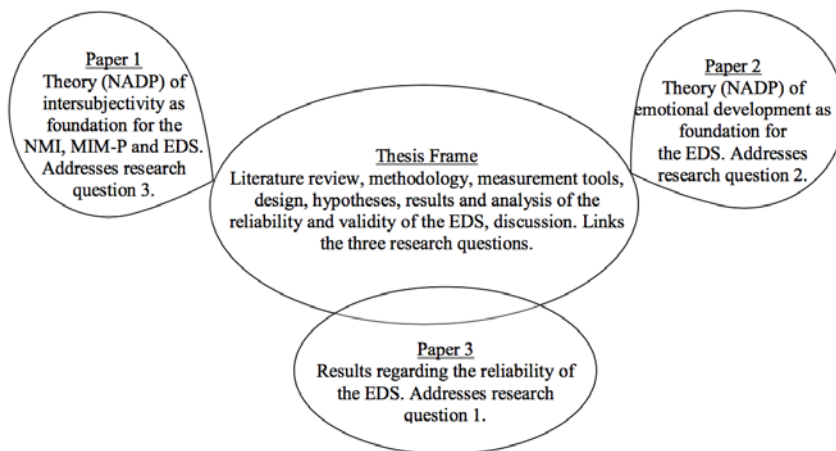 Paper 1
Theory (NADP) of
intersubjectivity as
foundation for the
NMI, MIM-P and EDS.
Addresses research
question 3.
Paper 2
Theory (NADP) of
emotional development as
foundation for
the EDS. Addresses
research question 2.
Thesis Frame
Literature review, methodology, measurement tools,
design, hypotheses, results and analysis of the
reliability and validity of the EDS, discussion. Links
the three research questions.
Paper 3
Results regarding the reliability of
the EDS. Addresses research
question 1.